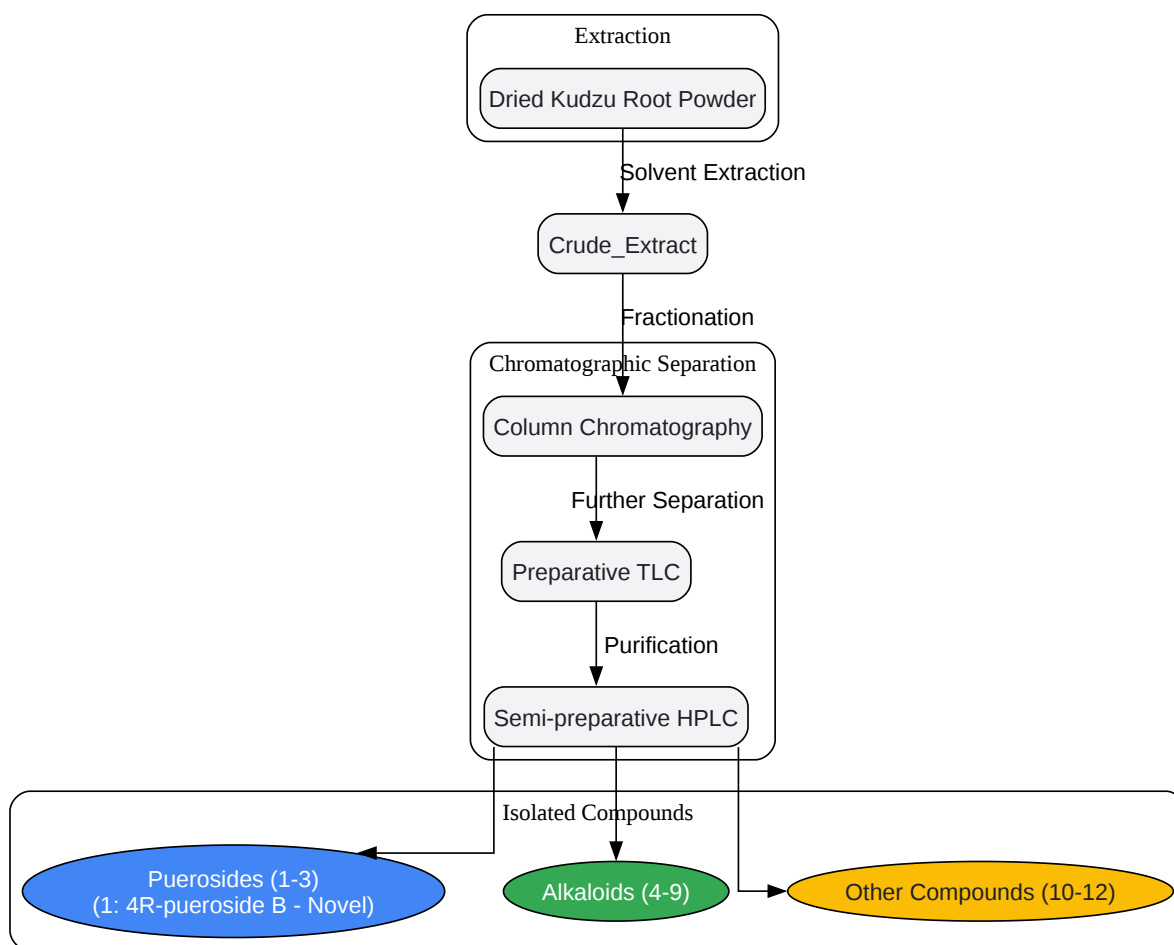 Extraction
Dried Kudzu Root Powder
Solvent Extraction
Crude_Extract
Fractionation
Chromatographic Separation
Column Chromatography
Further Separation
Preparative TLC
Purification
Semi-preparative HPLC
Isolated Compounds
Puerosides (1-3)
(1: 4R-pueroside B - Novel)
Alkaloids (4-9)
Other Compounds (10-12)